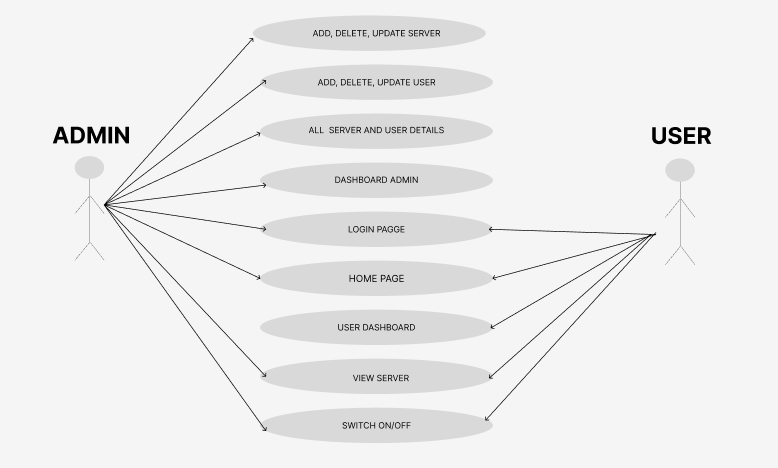 ADD, DELETE, UPDATE SERVER
ADD, DELETE, UPDATE USER
ALL SERVER AND USER DETAILS
ADMIN
USER
DASHBOARD ADMIN
LOGIN PAGGE
HOME PAGE
USER DASHBOARD
VIEW SERVER
SWITCH ON/OFF